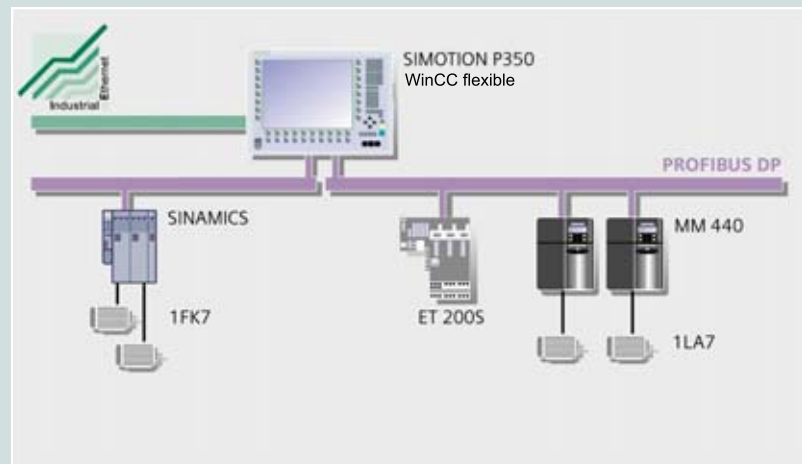 Industrial
Ethernet
SIMOTION P350
WinCC flexible
PROFIBUS DP
SINAMICS
MM 440
1FK7
ET 200S
1LA7